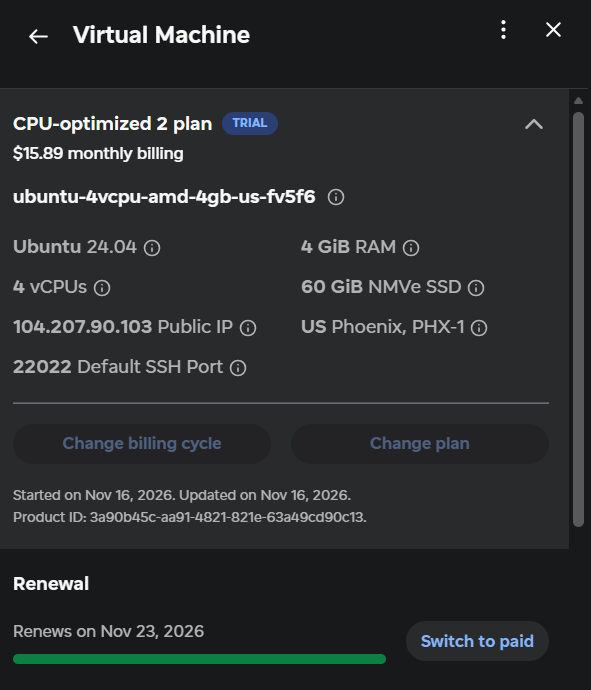 Virtual Machine
CPU-optimized 2 plan TRIAL
$15.89 monthly billing
ubuntu-4vcpu-amd-4gb-us-fv5f6
Ubuntu 24.04 4 GiB RAM
4 vCPUs 60 GiB NMVe SSD
104.207.90.103 Public IP US Phoenix, PHX-1
22022 Default SSH Port
Change billing cycle Change plan
Started on Nov 16, 2026. Updated on Nov 16, 2026.
Product ID: 3a90b45c-aa91-4821-821e-63a49cd90c13.
Renewal
Renews on Nov 23, 2026
Switch to paid